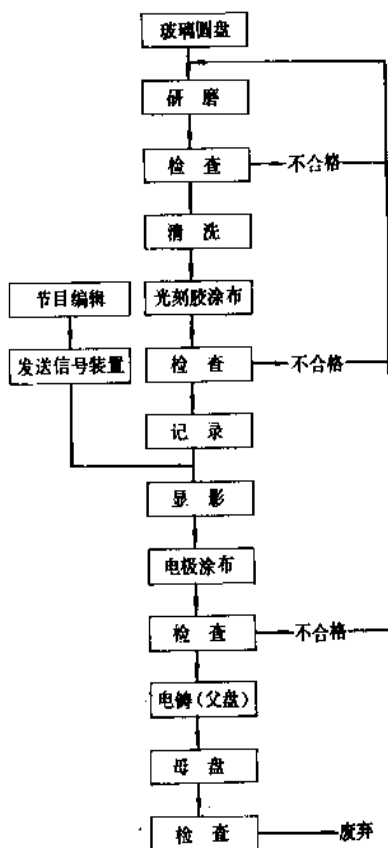 玻璃圆盘
研磨
检查
不合格
清洗
节目编辑
光刻胶涂布
发送信号装置
检查
不合格
记录
显影
电极涂布
检查
不合格
电铸(父盘)
母盘
检查
废弃